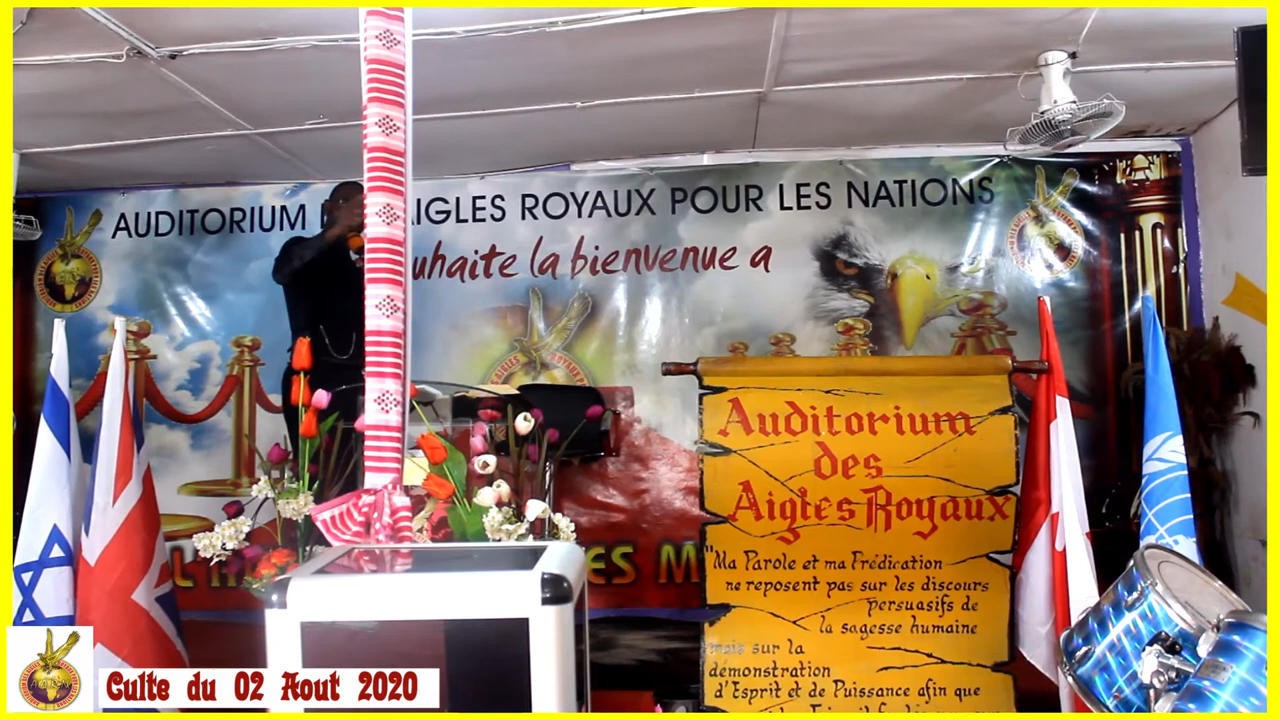 AUDITORIUM AIGLES ROYAUX POUR LES NATIONS
uhaite la bienvenue a
Auditorium
des
Aigles Royaux
"Ma Parole et ma Prédication
ne reposent pas sur les discours
persuasifs de
la sagesse humaine
mais sur la
démonstration
d'Esprit et de Puissance afin que
ES M
Culte du 02 Aout 2020